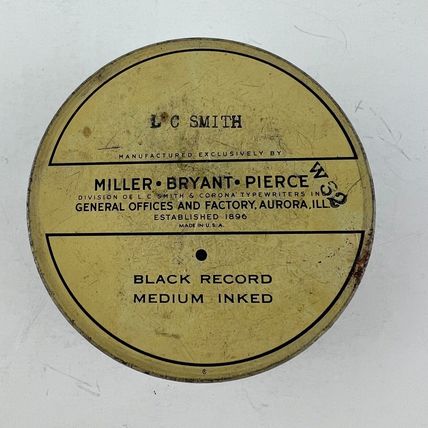 L C SMITH
MANUFACTURED EXCLUSIVELY BY
MILLER • BRYANT • PIERCE
WS2
DIVISION OF L C SMITH & CORONA TYPEWRITERS INC
GENERAL OFFICES AND FACTORY, AURORA, ILL.
ESTABLISHED 1896
MADE IN U.S.A.
BLACK RECORD
MEDIUM INKED